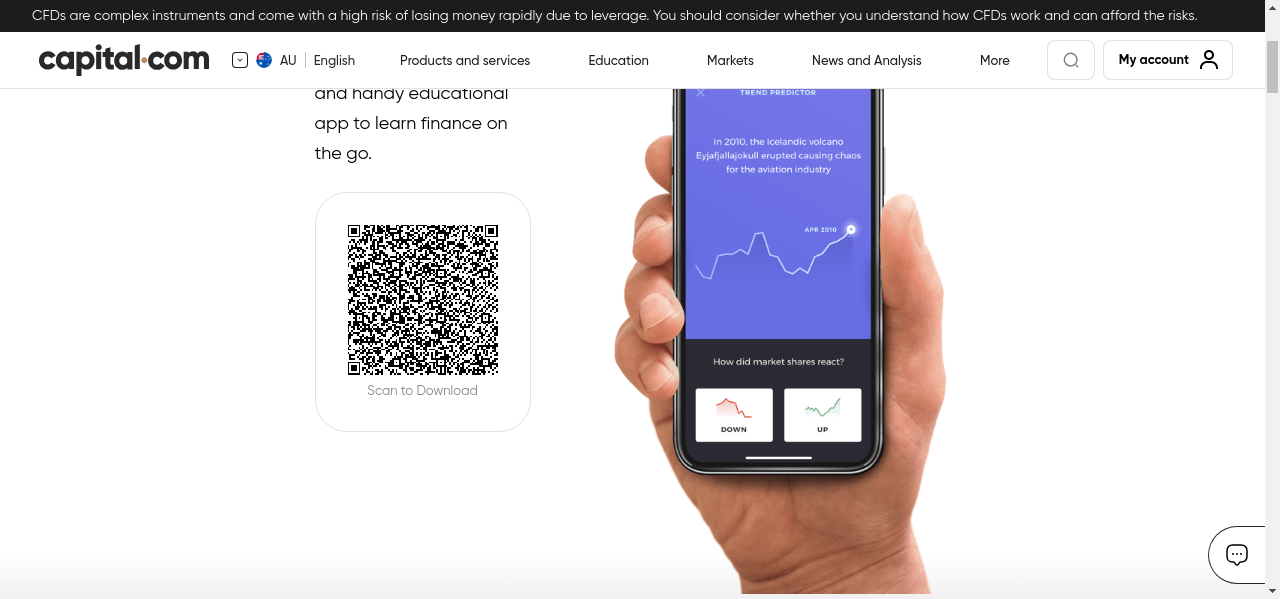 CFDs are complex instruments and come with a high risk of losing money rapidly due to leverage. You should consider whether you understand how CFDs work and can afford the risks.
capital.com AU English Products and services Education Markets News and Analysis More My account
and handy educational
app to learn finance on
the go.
Scan to Download
TREND PREDICTOR
In 2010, the Icelandic volcano
Eyjafjallajokull erupted causing chaos
for the aviation industry
APR 2010
How did market shares react?
DOWN UP